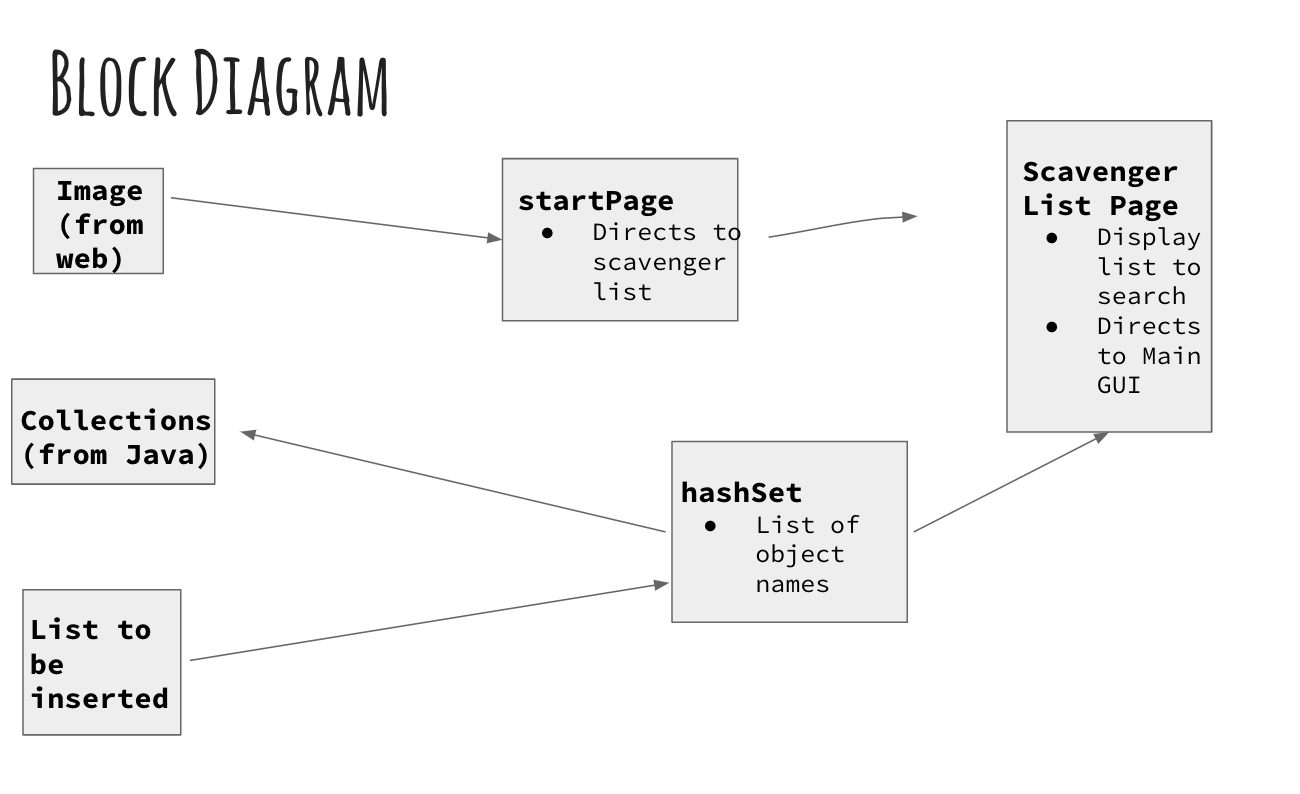 Block Diagram
Image
(from
web)
startPage
● Directs to
scavenger
list
Scavenger
List Page
● Display
list to
search
● Directs
to Main
GUI
Collections
(from Java)
hashSet
● List of
object
names
List to
be
inserted